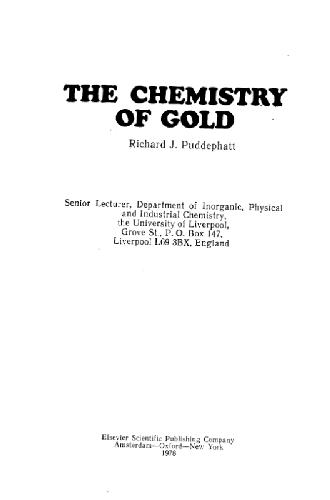 THE CHEMISTRY
OF GOLD
Richard J. Puddephatt
Senior Lecturer, Department of Inorganic, Physical
and Industrial Chemistry,
the University of Liverpool,
Grove St., P.O. Box 147,
Liverpool L69 3BX, England
Elsevier Scientific Publishing Company
Amsterdam—Oxford—New York
1978